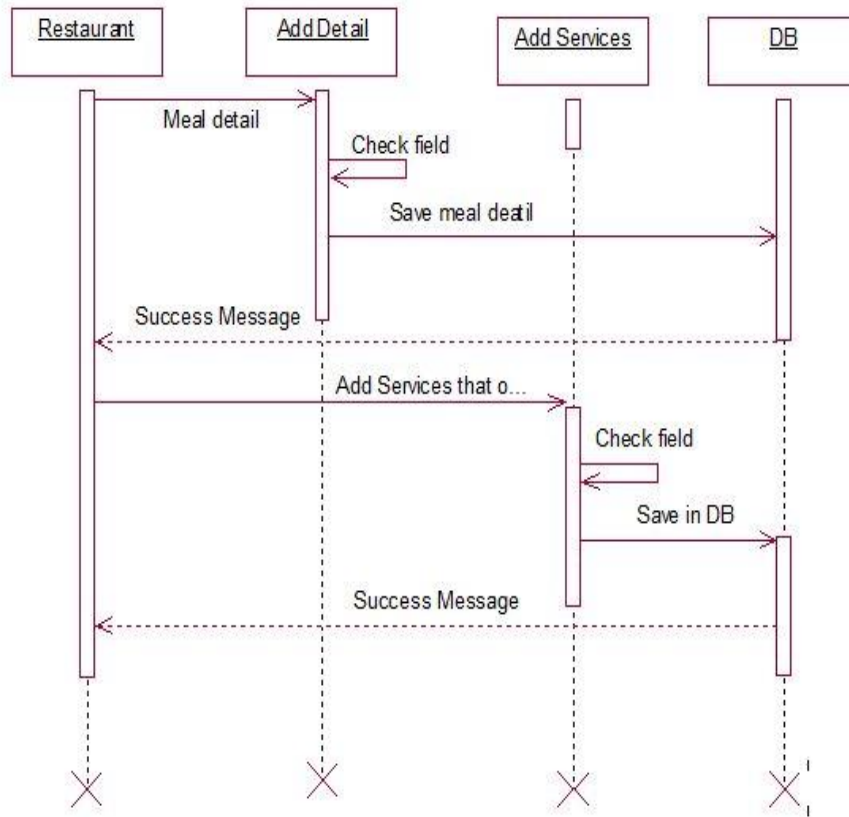 Restaurant
Add Detail
Add Services
DB
Meal detail
Check field
Save meal deatil
Success Message
Add Services that o...
Check field
Save in DB
Success Message